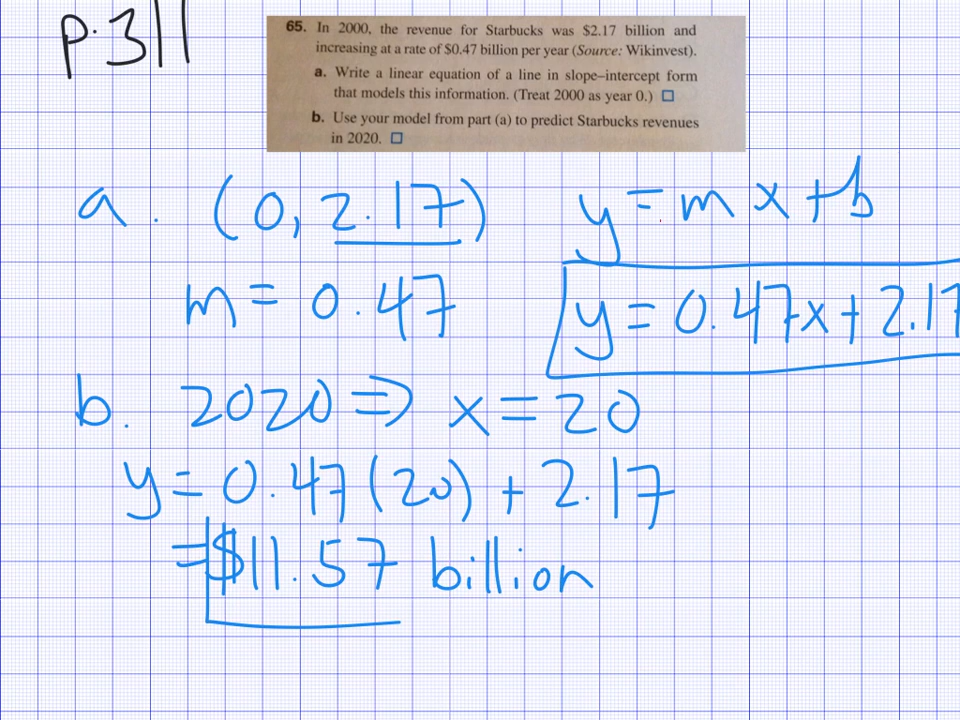 p.311
65. In 2000, the revenue for Starbucks was $2.17 billion and
increasing at a rate of $0.47 billion per year (Source: Wikinvest).
a. Write a linear equation of a line in slope–intercept form
that models this information. (Treat 2000 as year 0.) □
b. Use your model from part (a) to predict Starbucks revenues
in 2020. □
a. (0, 2.17) y = mx + b
m = 0.47 y = 0.47x + 2.17
b. 2020 ⇒ x = 20
y = 0.47(20) + 2.17
= $11.57 billion